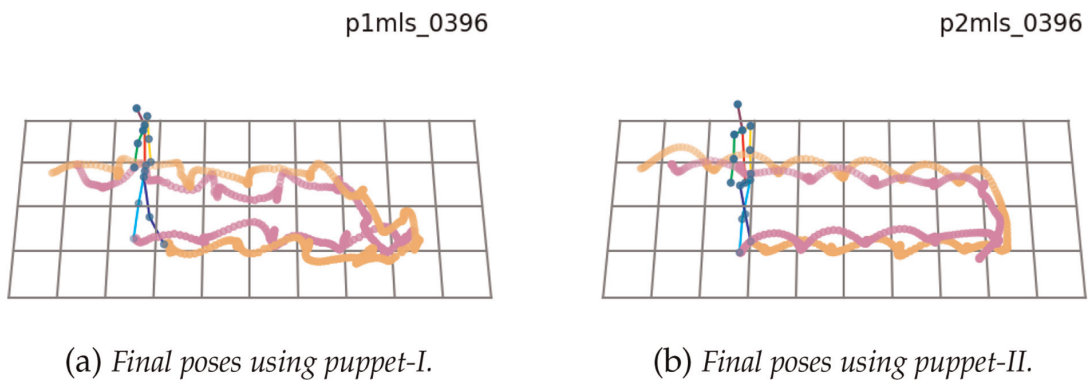 p1mls_0396
p2mls_0396
(a) Final poses using puppet-I.
(b) Final poses using puppet-II.